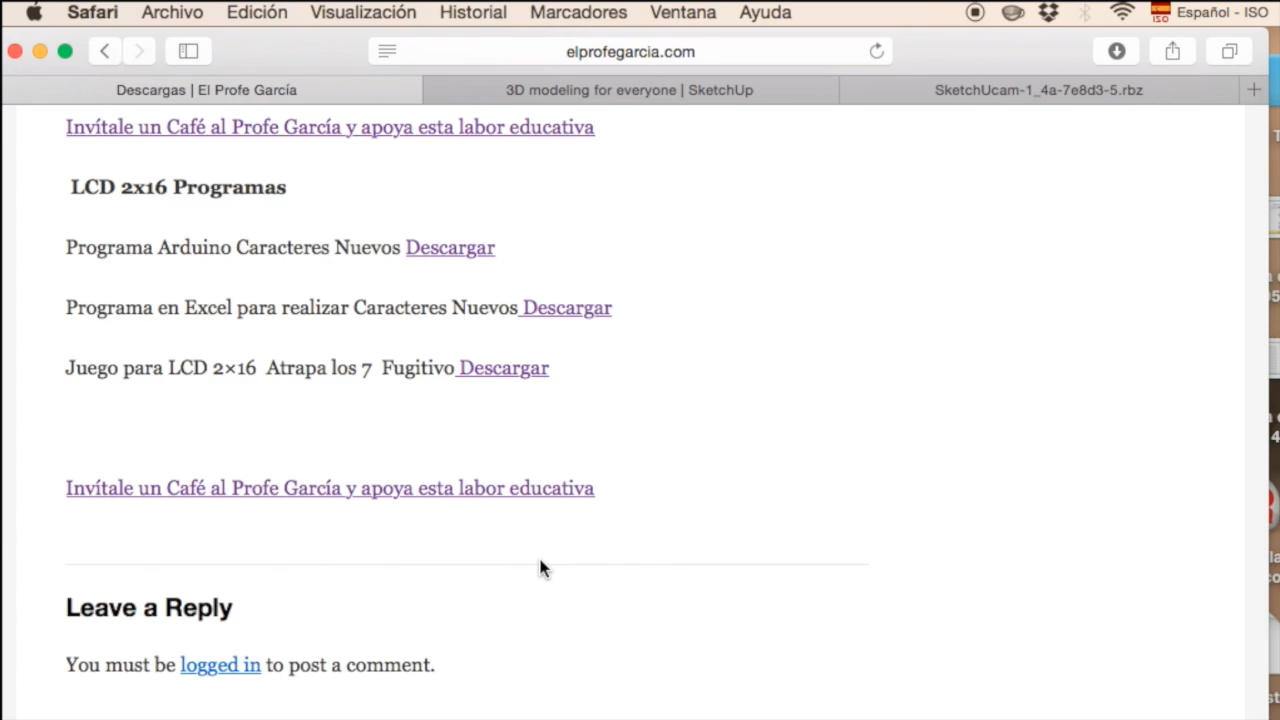 Safari Archivo Edición Visualización Historial Marcadores Ventana Ayuda ISO Español - ISO
elprofegarcia.com
Descargas | El Profe García 3D modeling for everyone | SketchUp SketchUcam-1_4a-7e8d3-5.rbz
Invítale un Café al Profe García y apoya esta labor educativa
LCD 2x16 Programas
Programa Arduino Caracteres Nuevos Descargar
Programa en Excel para realizar Caracteres Nuevos Descargar
Juego para LCD 2×16 Atrapa los 7 Fugitivo Descargar
Invítale un Café al Profe García y apoya esta labor educativa
Leave a Reply
You must be logged in to post a comment.